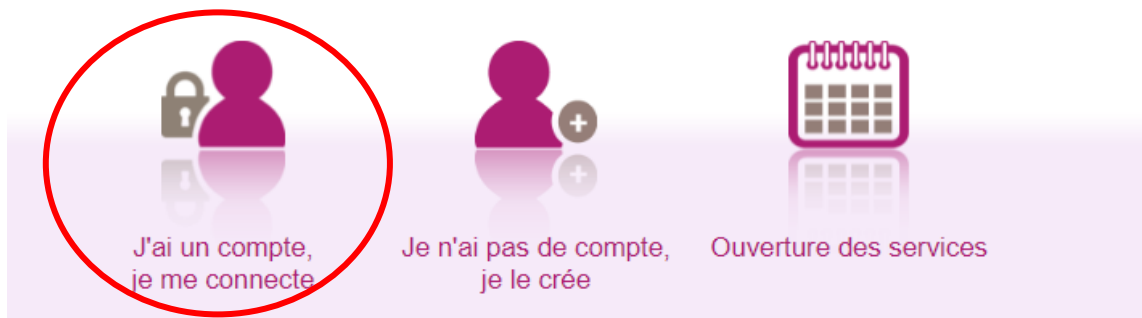 J'ai un compte,
je me connecte
Je n'ai pas de compte,
je le crée
Ouverture des services